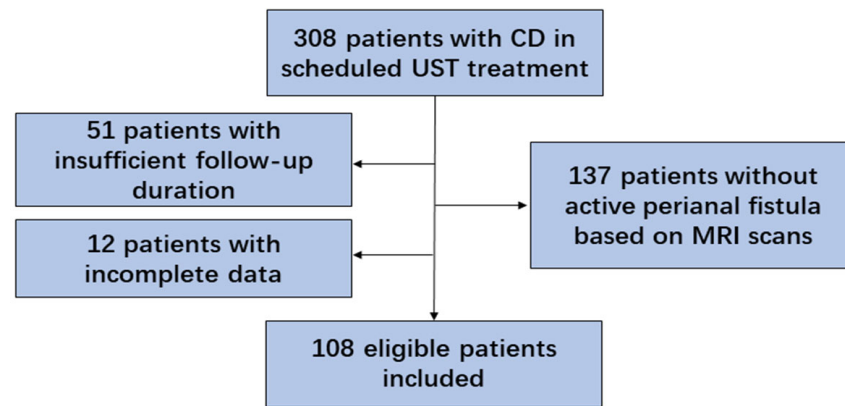 308 patients with CD in
scheduled UST treatment
51 patients with
insufficient follow-up
duration
137 patients without
active perianal fistula
based on MRI scans
12 patients with
incomplete data
108 eligible patients
included